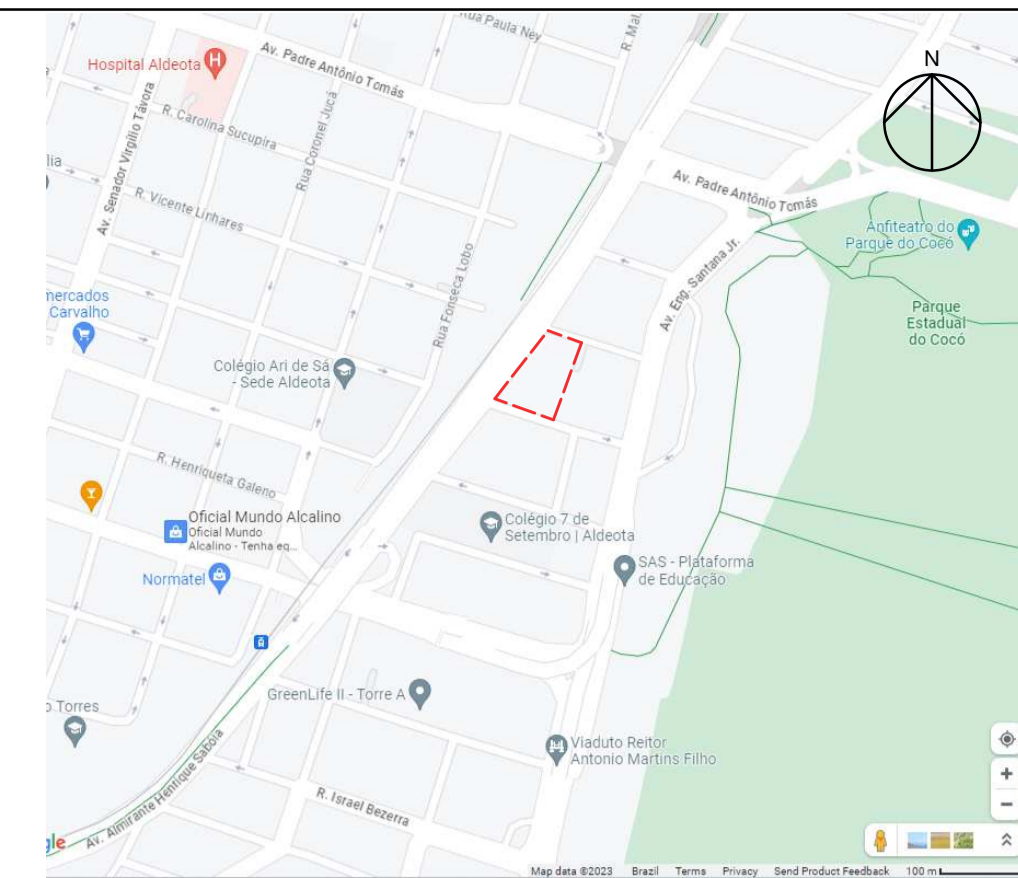 Rua Paula Ney
R. Mal.
N
Hospital Aldeota
H
Av. Padre Antônio Tomás
R. Carolina Sucupira
Av. Senador Virgílio Távora
Rua Coronel Jucá
lia
R. Vicente Linhares
Av. Padre Antônio Tomás
Anfiteatro do
Parque do Cocó
Av. Eng. Santana Jr.
Rua Fonseca Lobo
mercados
Carvalho
Parque
Estadual
do Cocó
Colégio Ari de Sá
- Sede Aldeota
R. Henriqueta Galeno
Oficial Mundo Alcalino
Oficial Mundo
Alcalino - Tenha eq...
Colégio 7 de
Setembro | Aldeota
SAS - Plataforma
de Educação
Normatel
GreenLife II - Torre A
o Torres
Viaduto Reitor
Antonio Martins Filho
Av. Almirante Henrique Sabóia
R. Israel Bezerra
+
−
gle
Map data ©2023 Brazil Terms Privacy Send Product Feedback 100 m